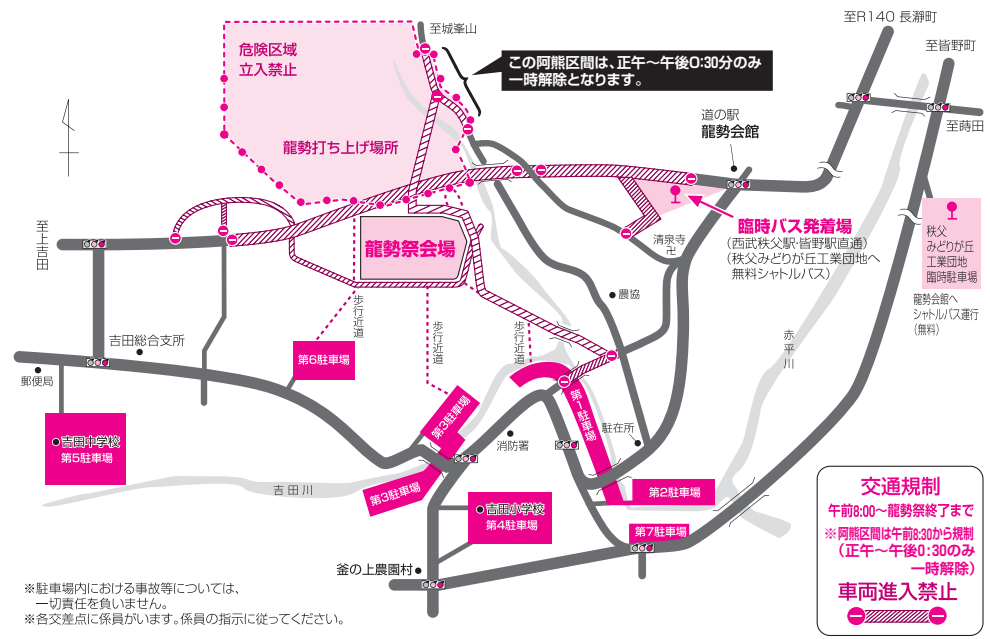 至城峯山
至R140 長瀞町
至皆野町
至蒔田
危険区域
立入禁止
この阿熊区間は、正午〜午後0:30分のみ
一時解除となります。
龍勢打ち上げ場所
道の駅
龍勢会館
臨時バス発着場
(西武秩父駅・皆野駅直通)
(秩父みどりが丘工業団地へ
無料シャトルバス)
秩父
みどりが丘
工業団地
臨時駐車場
龍勢会館へ
シャトルバス運行
(無料)
至上吉田
龍勢祭会場
清泉寺
卍
農協
歩行近道
歩行近道
歩行近道
赤平川
吉田総合支所
郵便局
第6駐車場
第3駐車場
第1駐車場
駐在所
消防署
吉田中学校
第5駐車場
吉田川
第3駐車場
第2駐車場
吉田小学校
第4駐車場
第7駐車場
釜の上農園村
交通規制
午前8:00〜龍勢祭終了まで
※阿熊区間は午前8:30から規制
(正午〜午後0:30のみ
一時解除)
車両進入禁止
※駐車場内における事故等については、
一切責任を負いません。
※各交差点に係員がいます。係員の指示に従ってください。